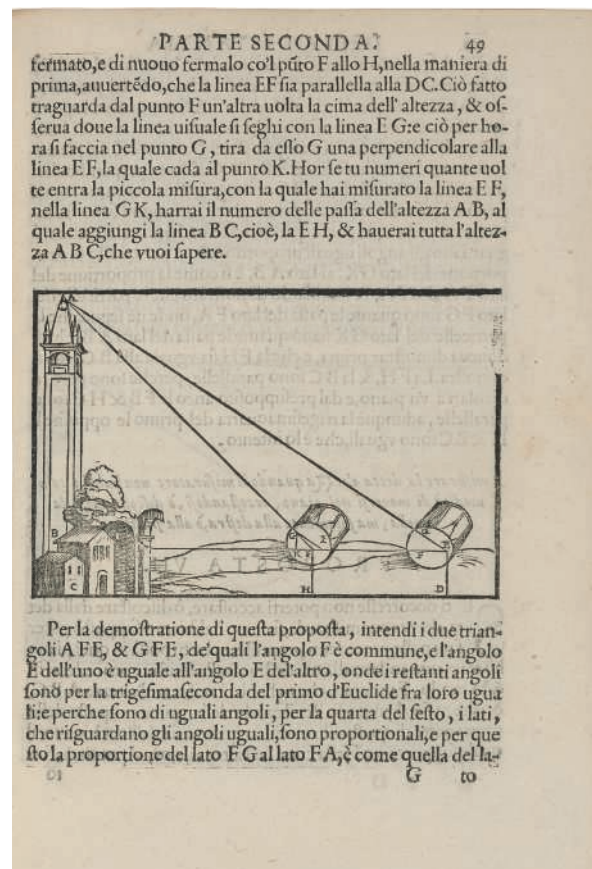 PARTE SECONDA. 49
fermato,e di nuouo fermalo co'l pũto F allo H,nella maniera di
prima,auuertẽdo,che la linea EF sia parallella alla DC.Ciò fatto
traguarda dal punto F un'altra uolta la cima dell'altezza, & os-
serua doue la linea uisuale si seghi con la linea E G:e ciò per ho-
ra si faccia nel punto G, tira da esso G una perpendicolare alla
linea E F,la quale cada al punto K.Hor se tu numeri quante uol
te entra la piccola misura,con la quale hai misurato la linea E F,
nella linea G K, harrai il numero delle passa dell'altezza A B, al
quale aggiungi la linea B C,cioè, la E H, & hauerai tutta l'altez-
za A B C,che vuoi sapere.
A
B
C
H
D
Per la demostratione di questa proposta, intendi i due trian-
goli A F E, & G F E, de'quali l'angolo F è commune,e l'angolo
E dell'uno è uguale all'angolo E del'altro, onde i restanti angoli
sono per la trigesimaseconda del primo d'Euclide fra loro ugua
li:e perche sono di uguali angoli, per la quarta del sesto, i lati,
che risguardano gli angoli uguali,sono proportionali,e per que
sto la proportione del lato F G al lato F A,è come quella del la-
G to